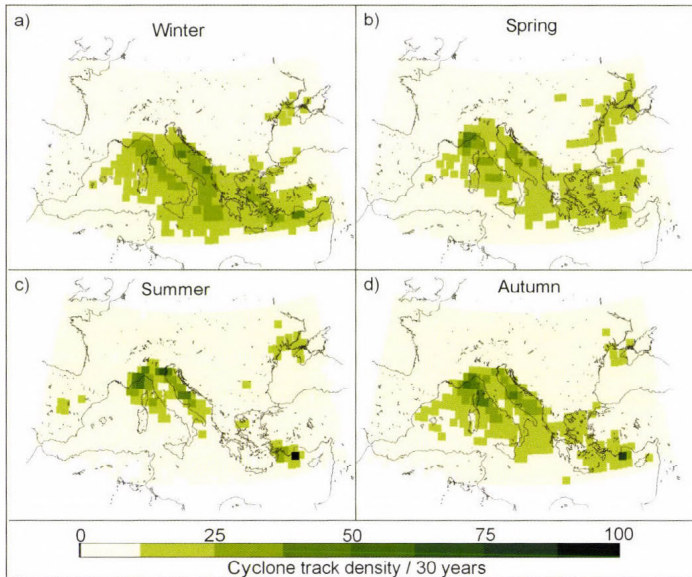 a)
Winter
b)
Spring
c)
Summer
d)
Autumn
0 25 50 75 100
Cyclone track density / 30 years